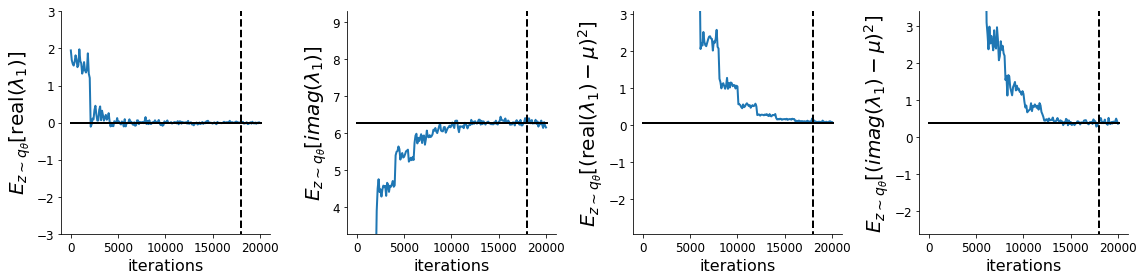 E_{z∼q_θ}[real(λ_1)]
3
2
1
0
−1
−2
−3
0 5000 10000 15000 20000
iterations
E_{z∼q_θ}[imag(λ_1)]
9
8
7
6
5
4
0 5000 10000 15000 20000
iterations
E_{z∼q_θ}[(real(λ_1) − μ)^2]
3
2
1
0
−1
−2
0 5000 10000 15000 20000
iterations
E_{z∼q_θ}[(imag(λ_1) − μ)^2]
3
2
1
0
−1
−2
0 5000 10000 15000 20000
iterations